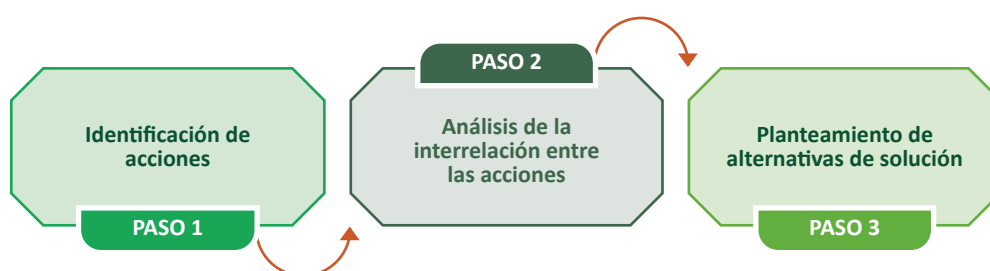 Identificación de
acciones
PASO 1
PASO 2
Análisis de la
interrelación entre
las acciones
Planteamiento de
alternativas de solución
PASO 3